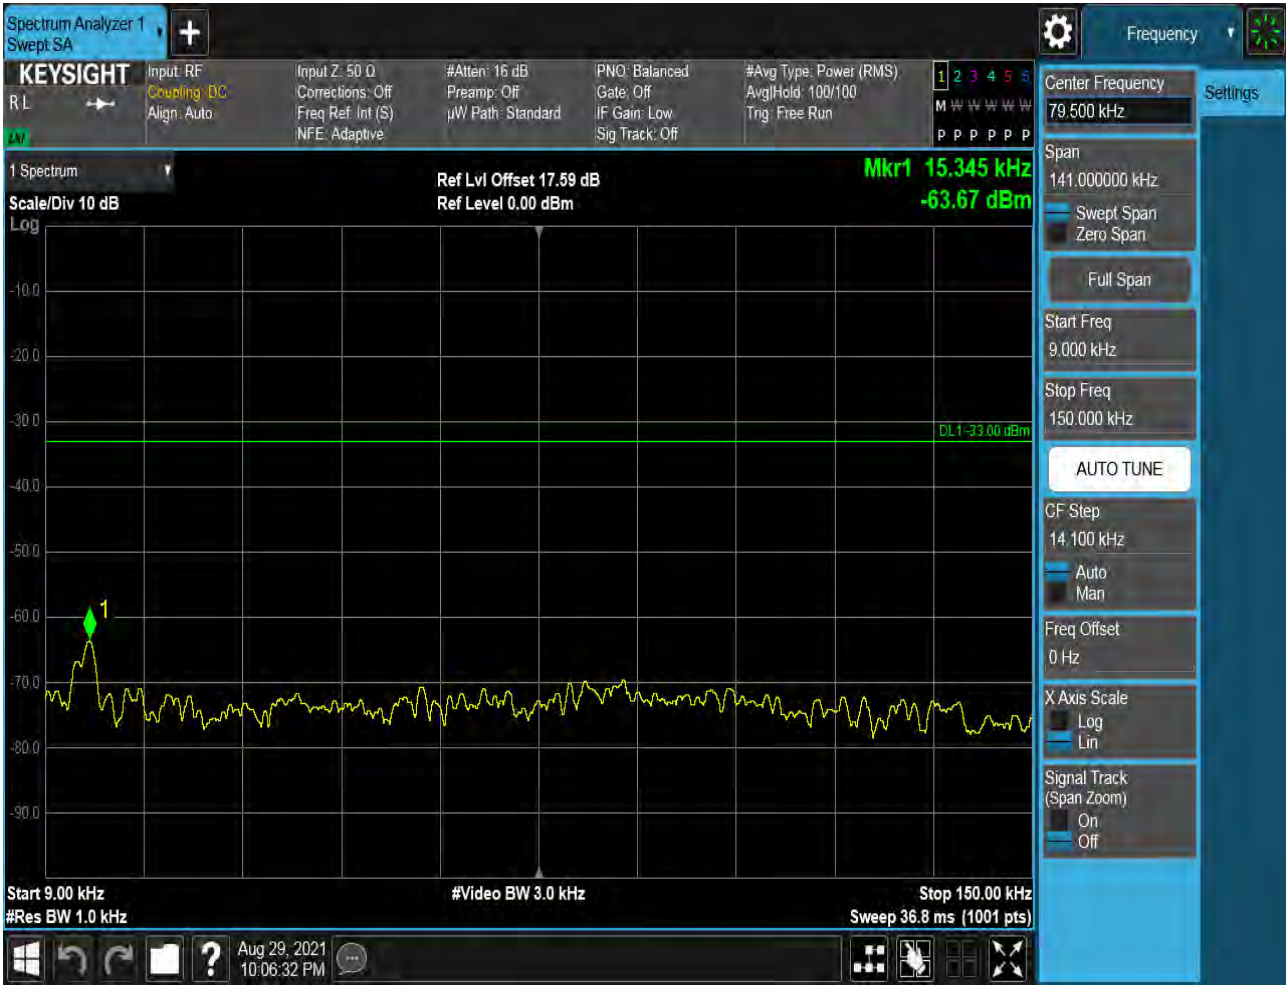 Spectrum Analyzer 1
Swept SA
Frequency
KEYSIGHT
R L
LXI
Input: RF
Coupling: DC
Align: Auto
Input Z: 50 Ω
Corrections: Off
Freq Ref: Int (S)
NFE: Adaptive
#Atten: 16 dB
Preamp: Off
µW Path: Standard
PNO: Balanced
Gate: Off
IF Gain: Low
Sig Track: Off
#Avg Type: Power (RMS)
Avg|Hold: 100/100
Trig: Free Run
1 2 3 4 5 6
M W W W W W
P P P P P P
1 Spectrum
Scale/Div 10 dB
Log
Ref Lvl Offset 17.59 dB
Ref Level 0.00 dBm
Mkr1 15.345 kHz
-63.67 dBm
-10.0
-20.0
-30.0
DL1 -33.00 dBm
-40.0
-50.0
-60.0
1
-70.0
-80.0
-90.0
Start 9.00 kHz
#Res BW 1.0 kHz
#Video BW 3.0 kHz
Stop 150.00 kHz
Sweep 36.8 ms (1001 pts)
?
Aug 29, 2021
10:06:32 PM
Center Frequency
79.500 kHz
Settings
Span
141.000000 kHz
Swept Span
Zero Span
Full Span
Start Freq
9.000 kHz
Stop Freq
150.000 kHz
AUTO TUNE
CF Step
14.100 kHz
Auto
Man
Freq Offset
0 Hz
X Axis Scale
Log
Lin
Signal Track
(Span Zoom)
On
Off